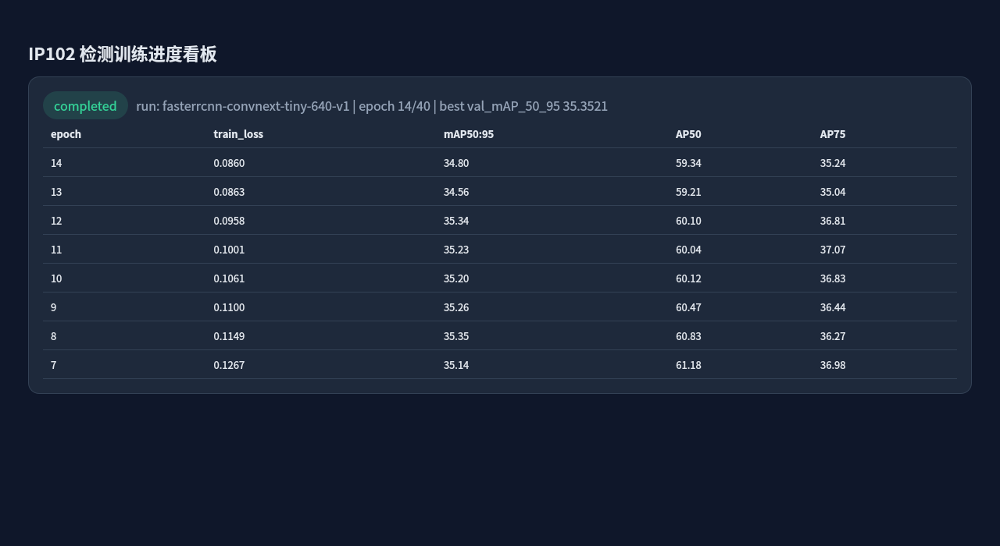 IP102 检测训练进度看板
completed run: fasterrcnn-convnext-tiny-640-v1 | epoch 14/40 | best val_mAP_50_95 35.3521
epoch train_loss mAP50:95 AP50 AP75
14 0.0860 34.80 59.34 35.24
13 0.0863 34.56 59.21 35.04
12 0.0958 35.34 60.10 36.81
11 0.1001 35.23 60.04 37.07
10 0.1061 35.20 60.12 36.83
9 0.1100 35.26 60.47 36.44
8 0.1149 35.35 60.83 36.27
7 0.1267 35.14 61.18 36.98